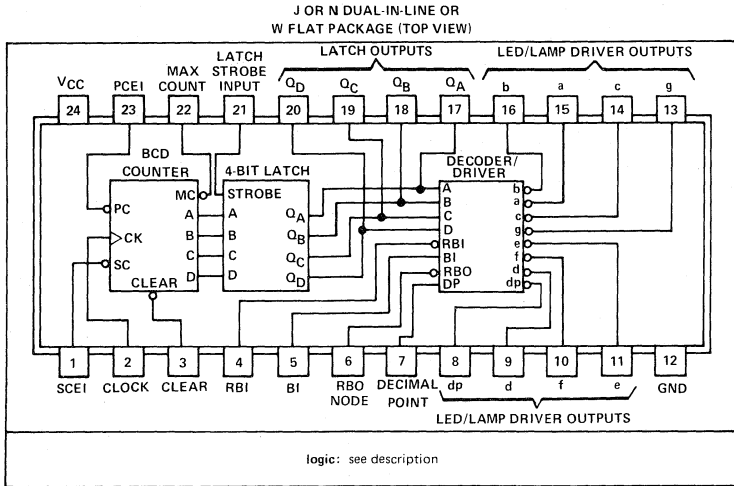 J OR N DUAL-IN-LINE OR
W FLAT PACKAGE (TOP VIEW)
LATCH OUTPUTS
LED/LAMP DRIVER OUTPUTS
VCC
PCEI
MAX COUNT
LATCH STROBE INPUT
QD
QC
QB
QA
b
a
c
g
24
23
22
21
20
19
18
17
16
15
14
13
BCD COUNTER
MC
PC
A
B
CK
C
SC
D
CLEAR
4-BIT LATCH
STROBE
A
QA
B
QB
C
QC
D
QD
DECODER/
DRIVER
A
b
B
a
C
c
D
g
RBI
e
BI
f
RBO
d
DP
dp
1
2
3
4
5
6
7
8
9
10
11
12
SCEI
CLOCK
CLEAR
RBI
BI
RBO NODE
DECIMAL POINT
dp
d
f
e
GND
LED/LAMP DRIVER OUTPUTS
logic: see description